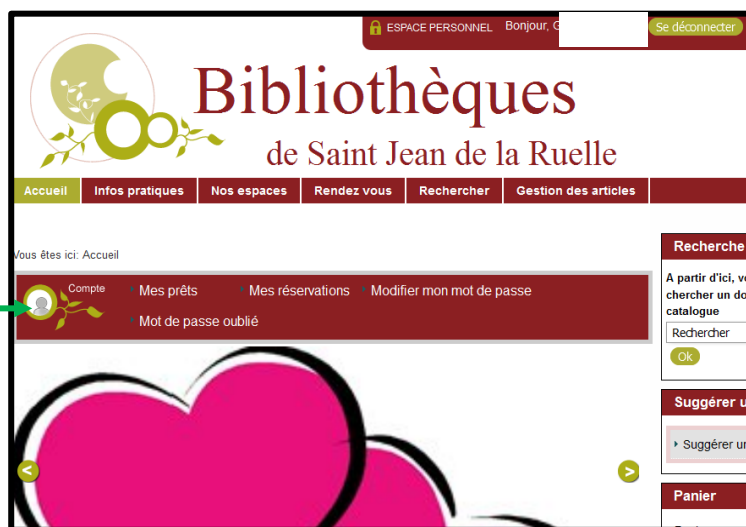 ESPACE PERSONNEL Bonjour, G Se déconnecter
Bibliothèques
de Saint Jean de la Ruelle
Accueil Infos pratiques Nos espaces Rendez vous Rechercher Gestion des articles
Vous êtes ici: Accueil
Compte Mes prêts Mes réservations Modifier mon mot de passe
Mot de passe oublié
< >
Recherche
A partir d'ici, v
chercher un do
catalogue
Rechercher
Ok
Suggérer u
Suggérer un
Panier